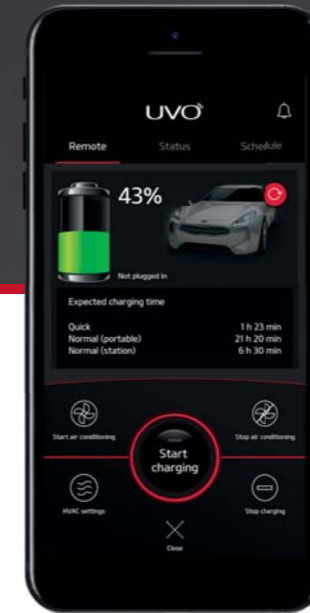 UVO
Remote Status Schedule
43%
Not plugged in
Expected charging time
Quick 1 h 23 min
Normal (portable) 21 h 20 min
Normal (station) 6 h 30 min
Start air conditioning
Stop air conditioning
Start
charging
HVAC settings
Stop charging
Close